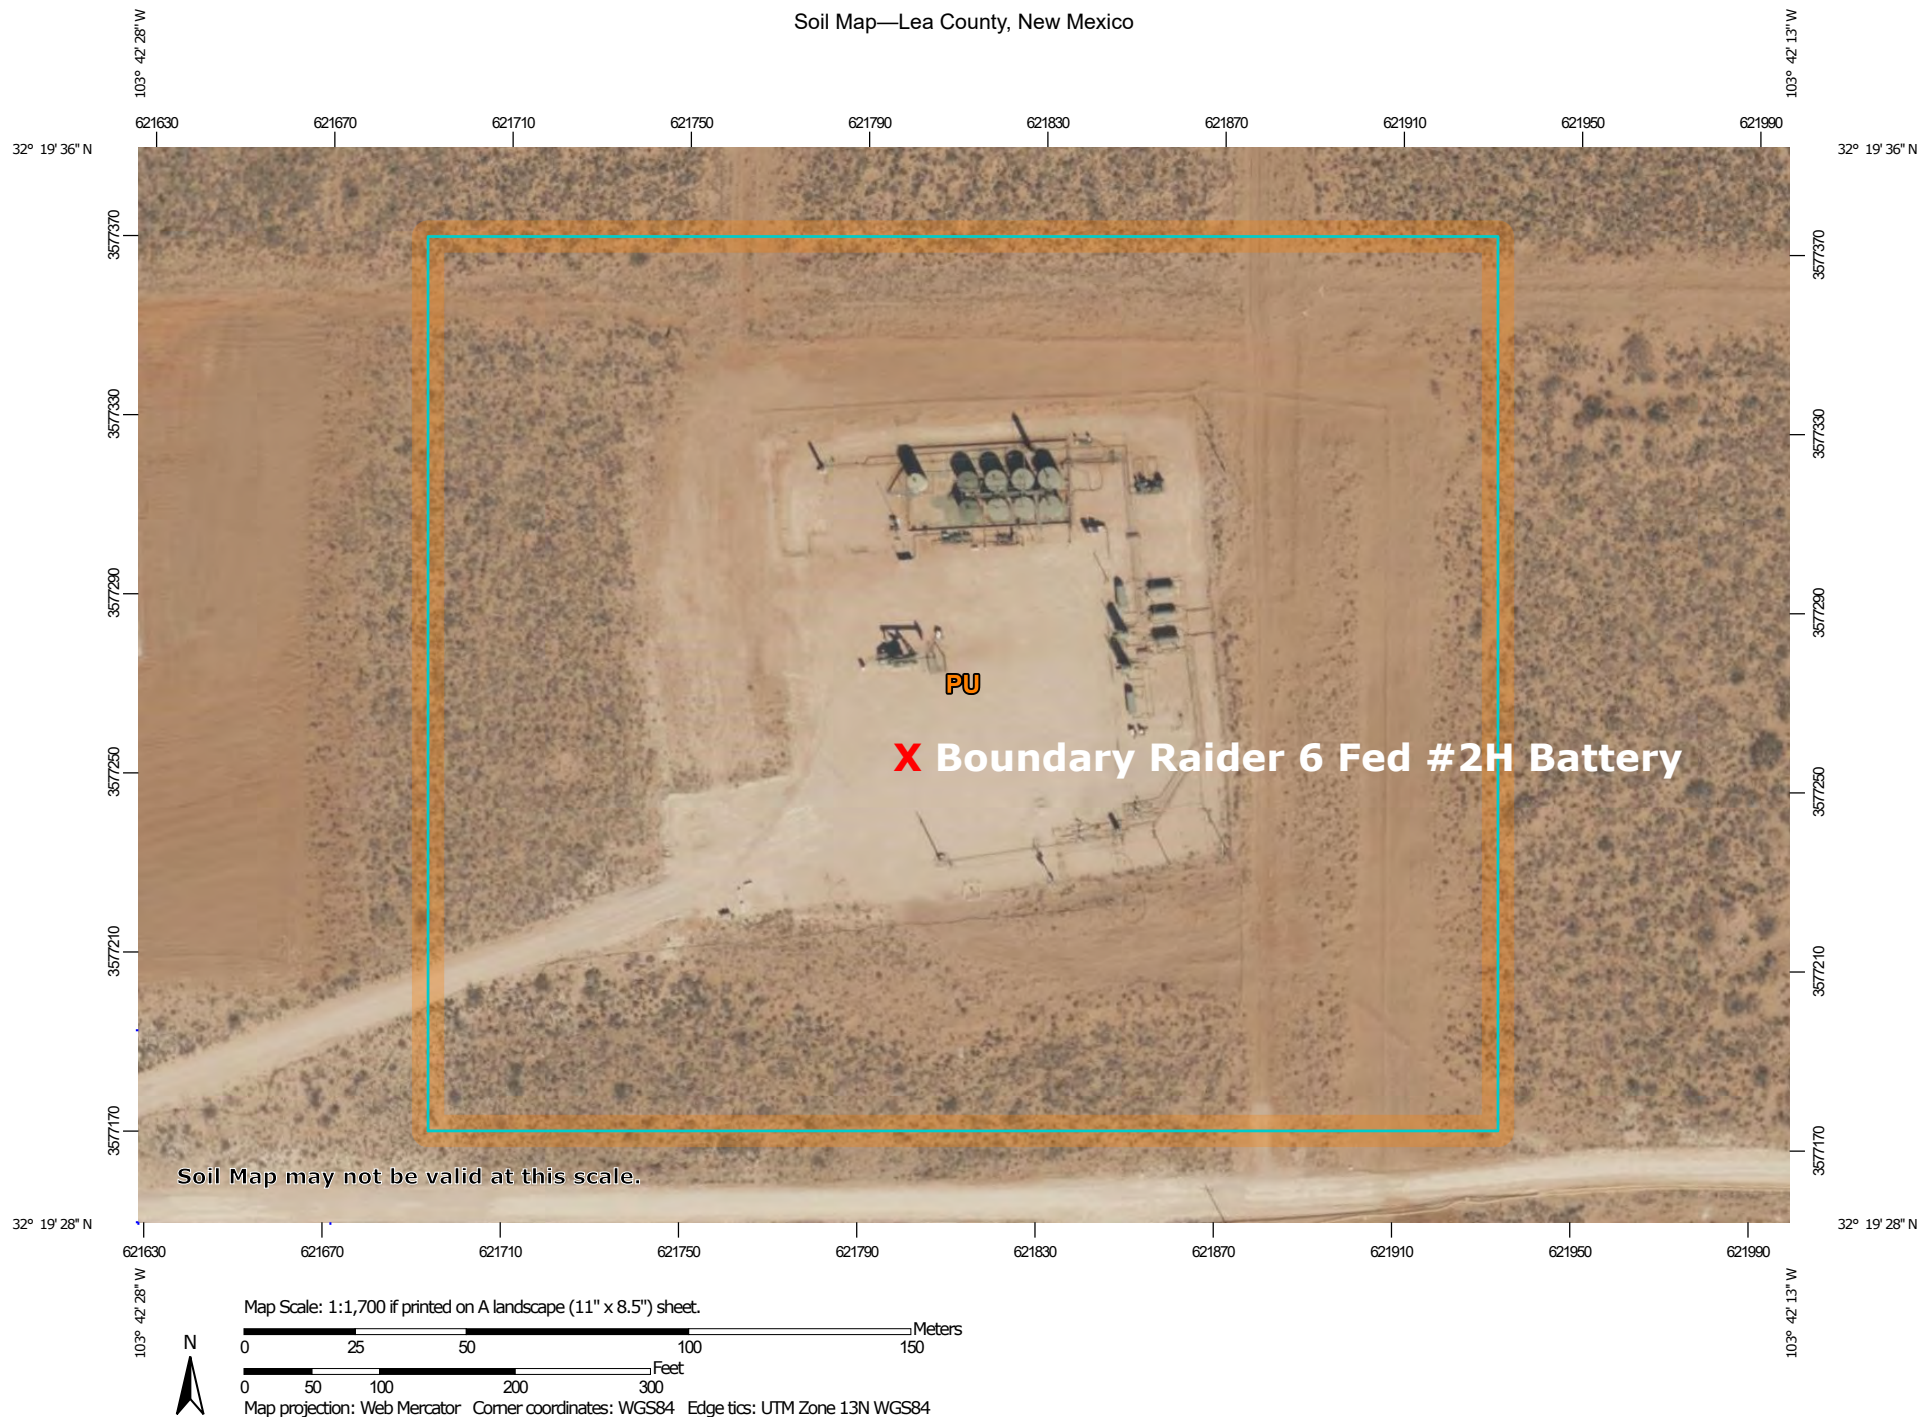 Soil Map—Lea County, New Mexico
103° 42' 28" W
103° 42' 13" W
621630 621670 621710 621750 621790 621830 621870 621910 621950 621990
32° 19' 36" N
32° 19' 36" N
3577370
3577370
3577330
3577330
3577290
3577290
PU
X Boundary Raider 6 Fed #2H Battery
3577250
3577250
3577210
3577210
3577170
3577170
Soil Map may not be valid at this scale.
32° 19' 28" N
32° 19' 28" N
621630 621670 621710 621750 621790 621830 621870 621910 621950 621990
103° 42' 28" W
103° 42' 13" W
Map Scale: 1:1,700 if printed on A landscape (11" x 8.5") sheet.
Meters
0 25 50 100 150
N
Feet
0 50 100 200 300
Map projection: Web Mercator Corner coordinates: WGS84 Edge tics: UTM Zone 13N WGS84